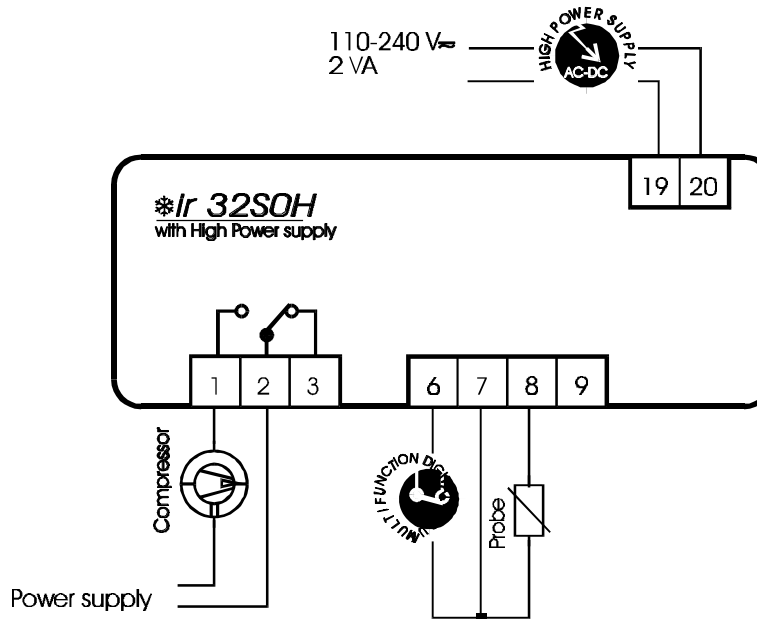 110-240 V≂
2 VA
HIGH POWER SUPPLY
AC-DC
19 20
❄ir 32SOH
with High Power supply
1 2 3
6 7 8 9
Compressor
MULTI FUNCTION
Probe
Power supply